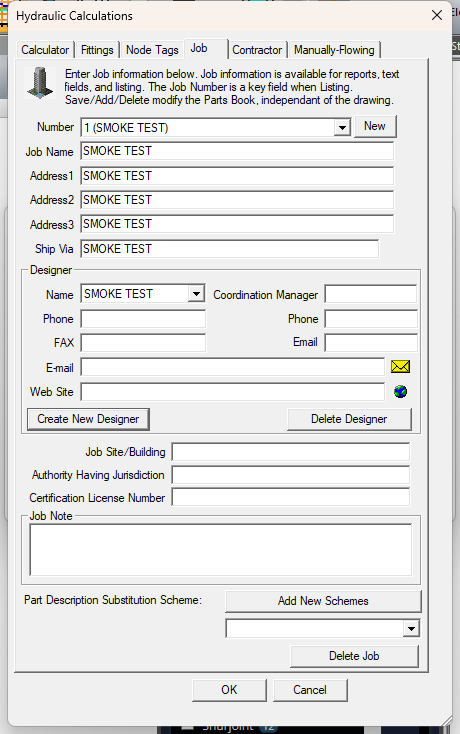 Hydraulic Calculations
Calculator Fittings Node Tags Job Contractor Manually-Flowing
Enter Job information below. Job information is available for reports, text
fields, and listing. The Job Number is a key field when Listing.
Save/Add/Delete modify the Parts Book, independant of the drawing.
Number 1 (SMOKE TEST) New
Job Name SMOKE TEST
Address1 SMOKE TEST
Address2 SMOKE TEST
Address3 SMOKE TEST
Ship Via SMOKE TEST
Designer
Name SMOKE TEST Coordination Manager
Phone Phone
FAX Email
E-mail
Web Site
Create New Designer Delete Designer
Job Site/Building
Authority Having Jurisdiction
Certification License Number
Job Note
Part Description Substitution Scheme: Add New Schemes
Delete Job
OK Cancel
12